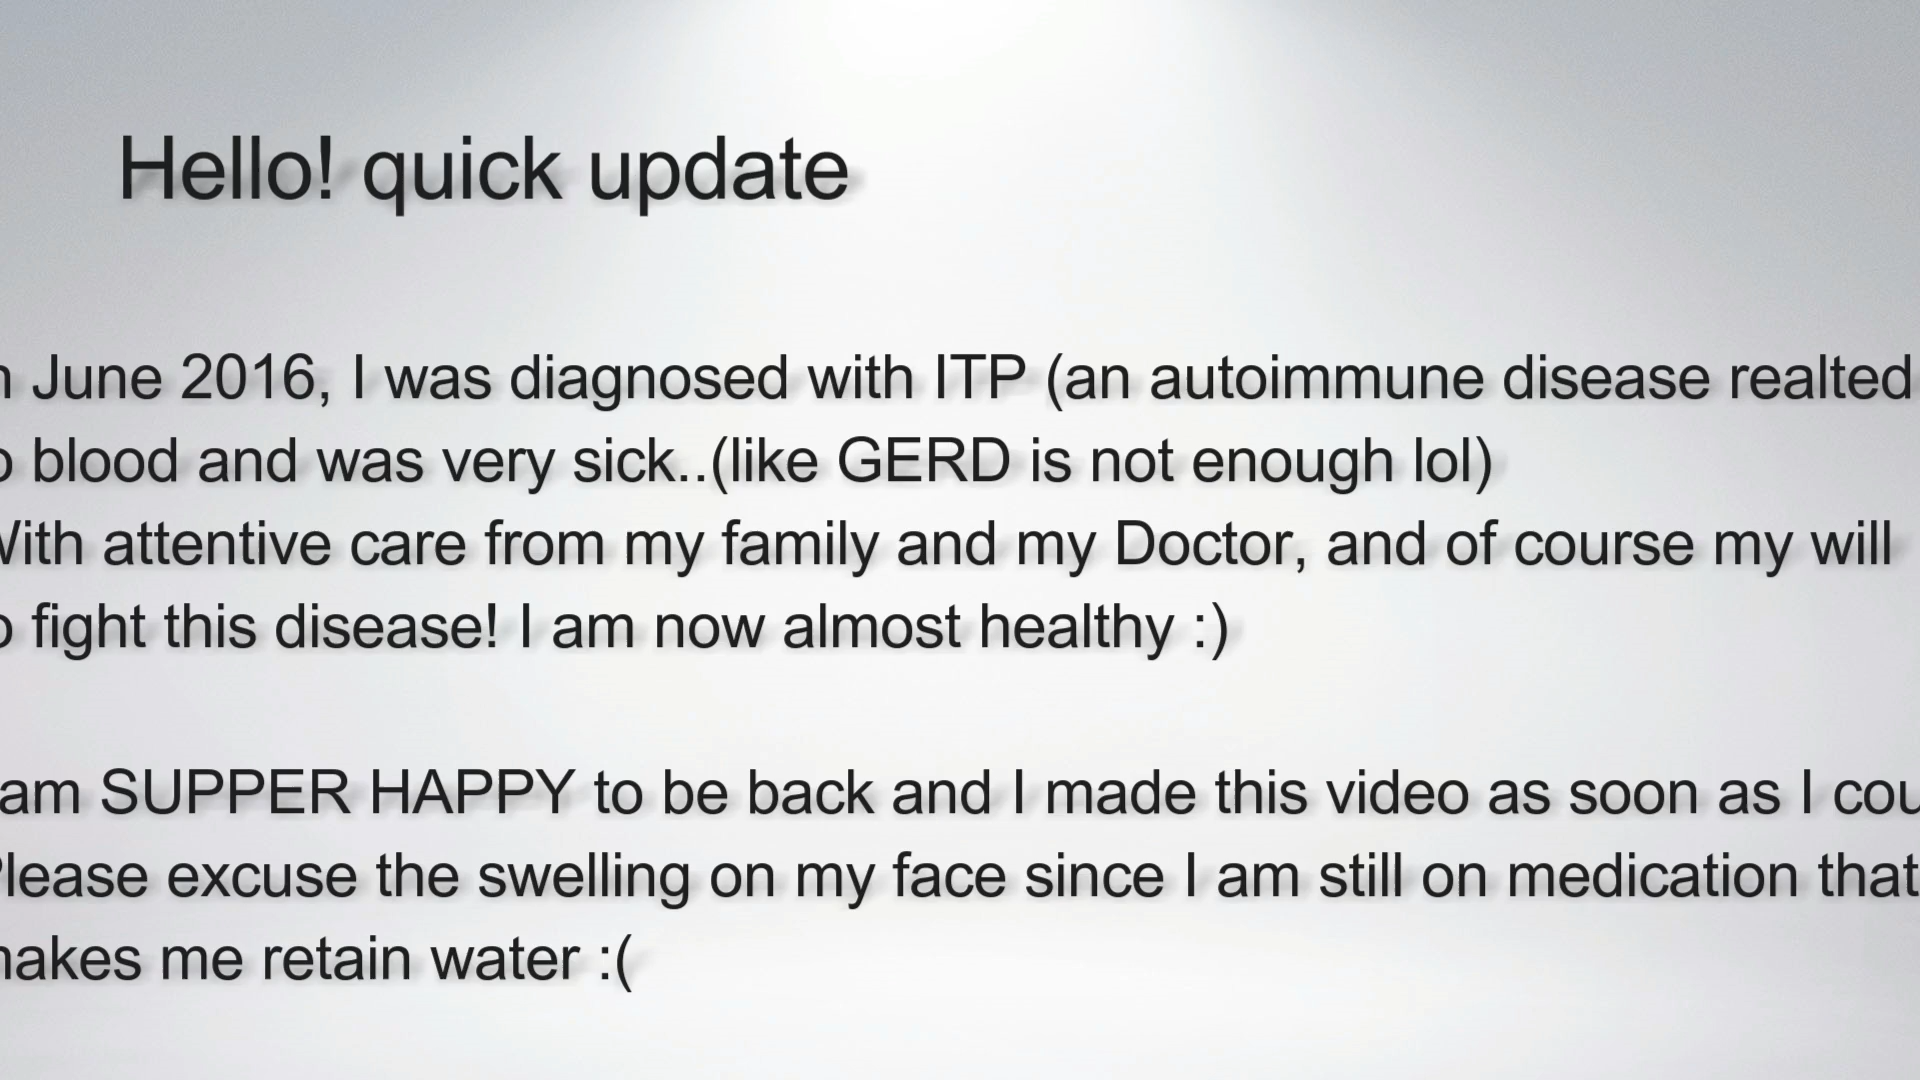 Hello! quick update
n June 2016, I was diagnosed with ITP (an autoimmune disease realted
o blood and was very sick..(like GERD is not enough lol)
With attentive care from my family and my Doctor, and of course my will
o fight this disease! I am now almost healthy :)
am SUPPER HAPPY to be back and I made this video as soon as I cou
Please excuse the swelling on my face since I am still on medication that
makes me retain water :(